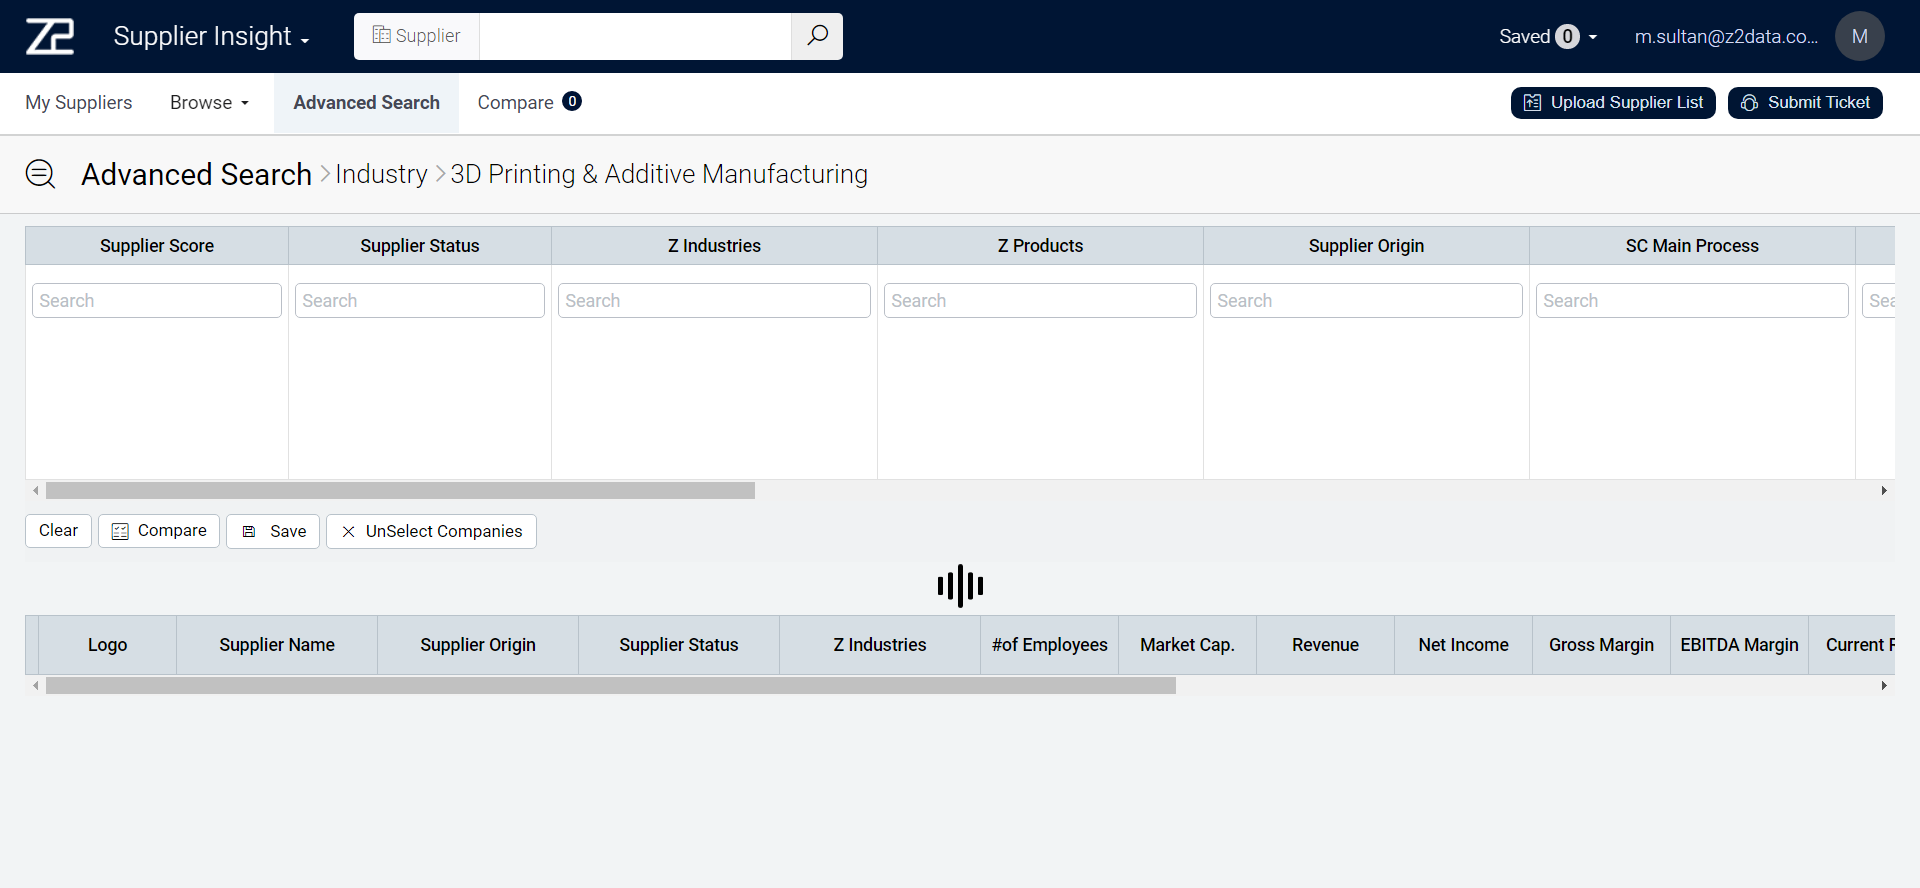 Z2 Supplier Insight Supplier Saved 0 m.sultan@z2data.co... M
My Suppliers Browse Advanced Search Compare 0 Upload Supplier List Submit Ticket
Advanced Search > Industry > 3D Printing & Additive Manufacturing
Supplier Score Supplier Status Z Industries Z Products Supplier Origin SC Main Process
Search Search Search Search Search Search Sea
Clear Compare Save UnSelect Companies
Logo Supplier Name Supplier Origin Supplier Status Z Industries #of Employees Market Cap. Revenue Net Income Gross Margin EBITDA Margin Current R